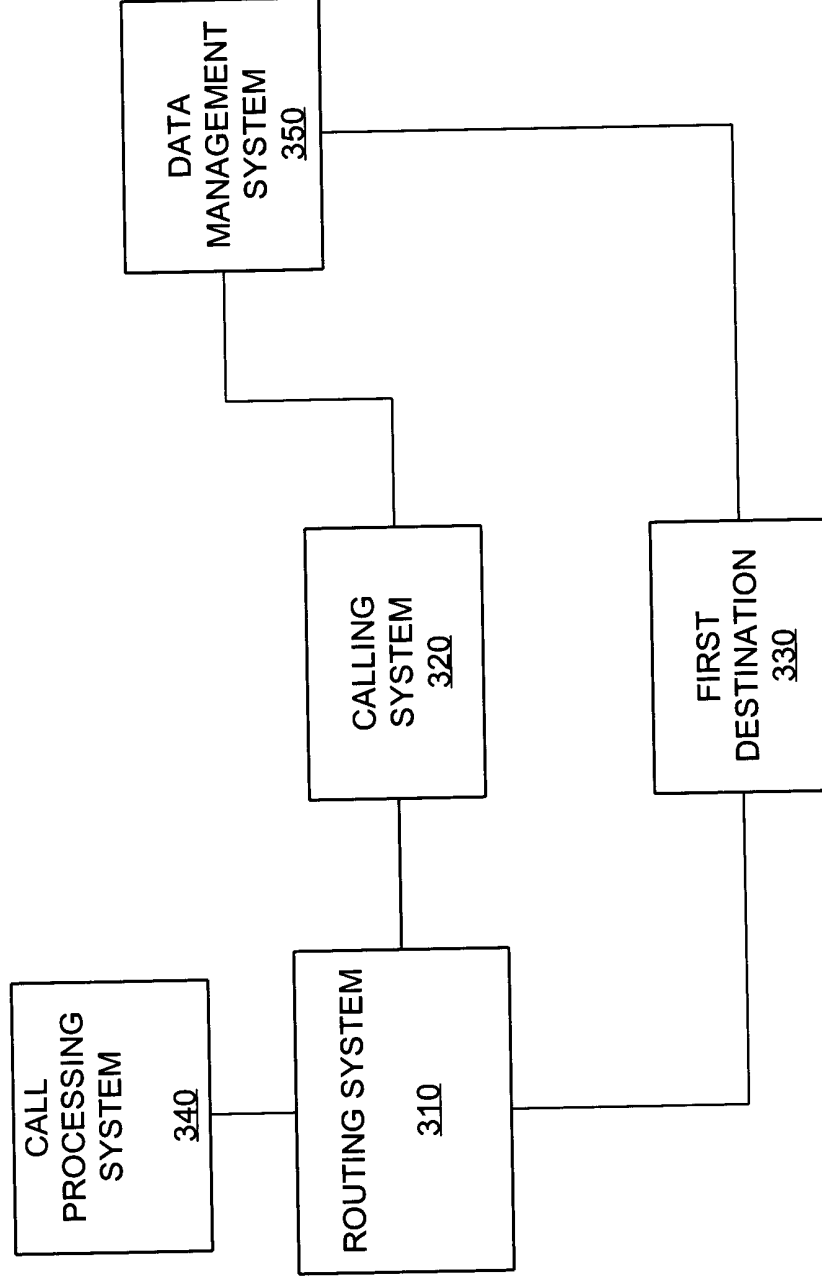 CALL
PROCESSING
SYSTEM
340
ROUTING SYSTEM
310
CALLING
SYSTEM
320
DATA
MANAGEMENT
SYSTEM
350
FIRST
DESTINATION
330